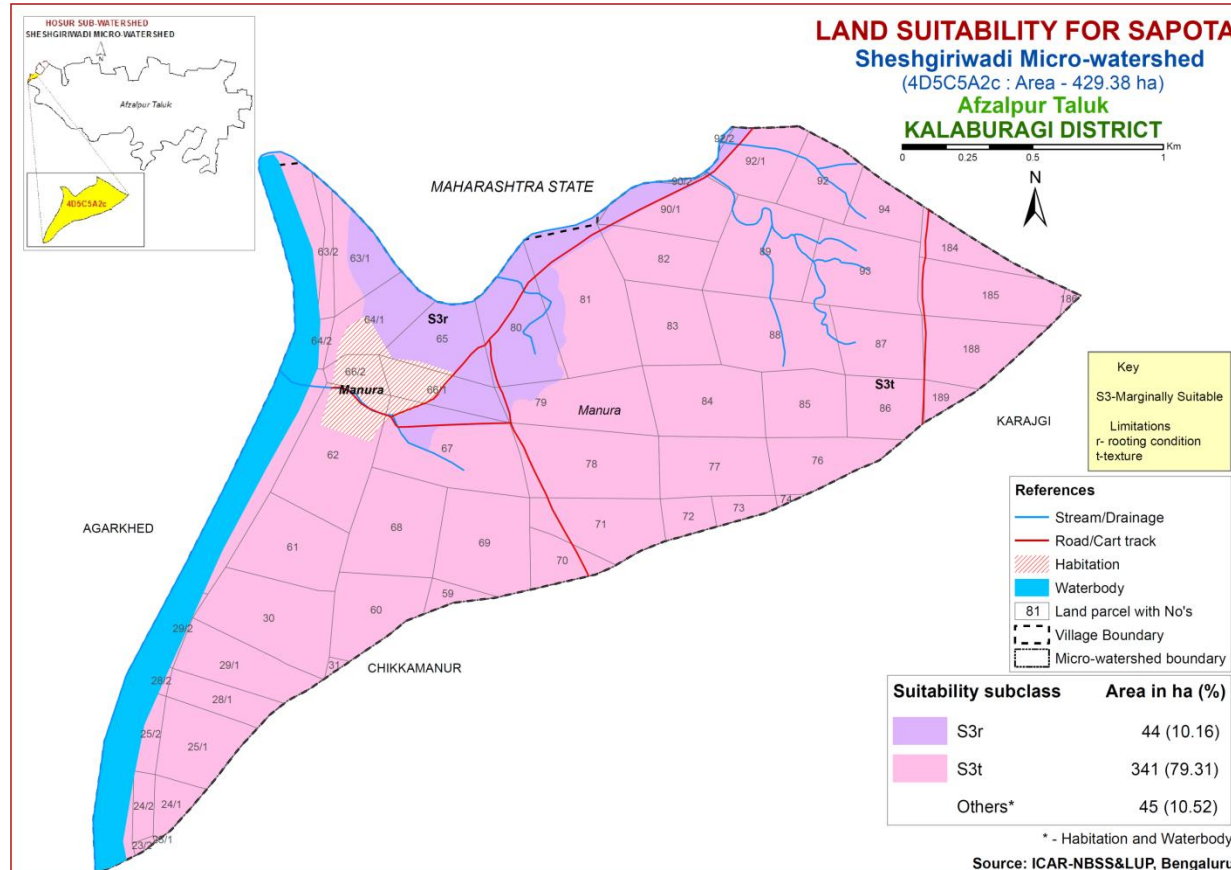 HOSUR SUB-WATERSHED
SHESHGIRIWADI MICRO-WATERSHED
N
Afzalpur Taluk
4D5C5A2c
LAND SUITABILITY FOR SAPOTA
Sheshgiriwadi Micro-watershed
(4D5C5A2c : Area - 429.38 ha)
Afzalpur Taluk
KALABURAGI DISTRICT
0 0.25 0.5 1 Km
N
MAHARASHTRA STATE
92/2
92/1
92
90/2
90/1
94
184
63/2
63/1
82
89
93
185
186
64/1
S3r
80
81
64/2
65
83
88
87
188
66/2
Manura
66/1
79
Manura
84
85
S3t
86
189
KARAJGI
62
67
78
77
76
74
73
72
71
70
AGARKHED
61
68
69
59
60
30
29/2
29/1
31
CHIKKAMANUR
28/2
28/1
25/2
25/1
24/2
24/1
23/2
Key
S3-Marginally Suitable
Limitations
r- rooting condition
t-texture
References
Stream/Drainage
Road/Cart track
Habitation
Waterbody
81 Land parcel with No's
Village Boundary
Micro-watershed boundary
Suitability subclass Area in ha (%)
S3r 44 (10.16)
S3t 341 (79.31)
Others* 45 (10.52)
* - Habitation and Waterbody
Source: ICAR-NBSS&LUP, Bengaluru